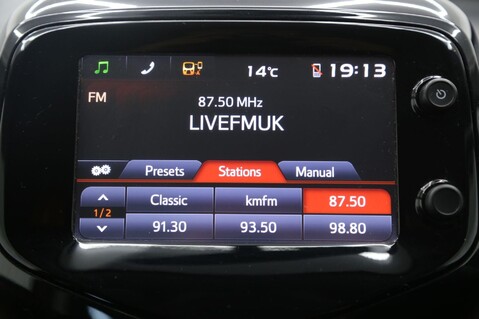 14°C 19:13
FM
87.50 MHz
LIVEFMUK
Presets Stations Manual
Classic kmfm 87.50
1/2
91.30 93.50 98.80